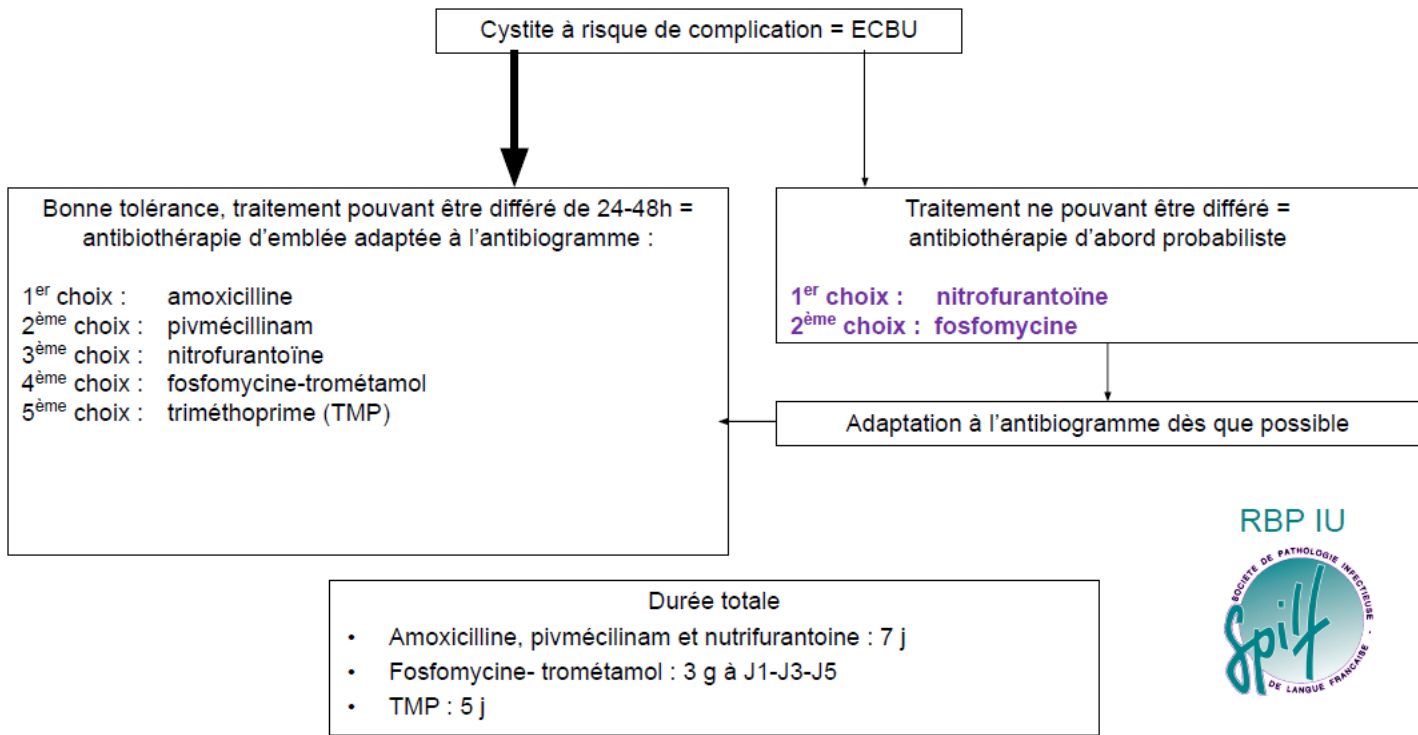 Cystite à risque de complication = ECBU
Bonne tolérance, traitement pouvant être différé de 24-48h =
antibiothérapie d’emblée adaptée à l’antibiogramme :
1er choix : amoxicilline
2ème choix : pivmécillinam
3ème choix : nitrofurantoïne
4ème choix : fosfomycine-trométamol
5ème choix : triméthoprime (TMP)
Traitement ne pouvant être différé =
antibiothérapie d’abord probabiliste
1er choix : nitrofurantoïne
2ème choix : fosfomycine
Adaptation à l’antibiogramme dès que possible
RBP IU
SOCIETE DE PATHOLOGIE INFECTIEUSE -
Spilf
DE LANGUE FRANÇAISE
Durée totale
• Amoxicilline, pivmécilinam et nutrifurantoine : 7 j
• Fosfomycine- trométamol : 3 g à J1-J3-J5
• TMP : 5 j